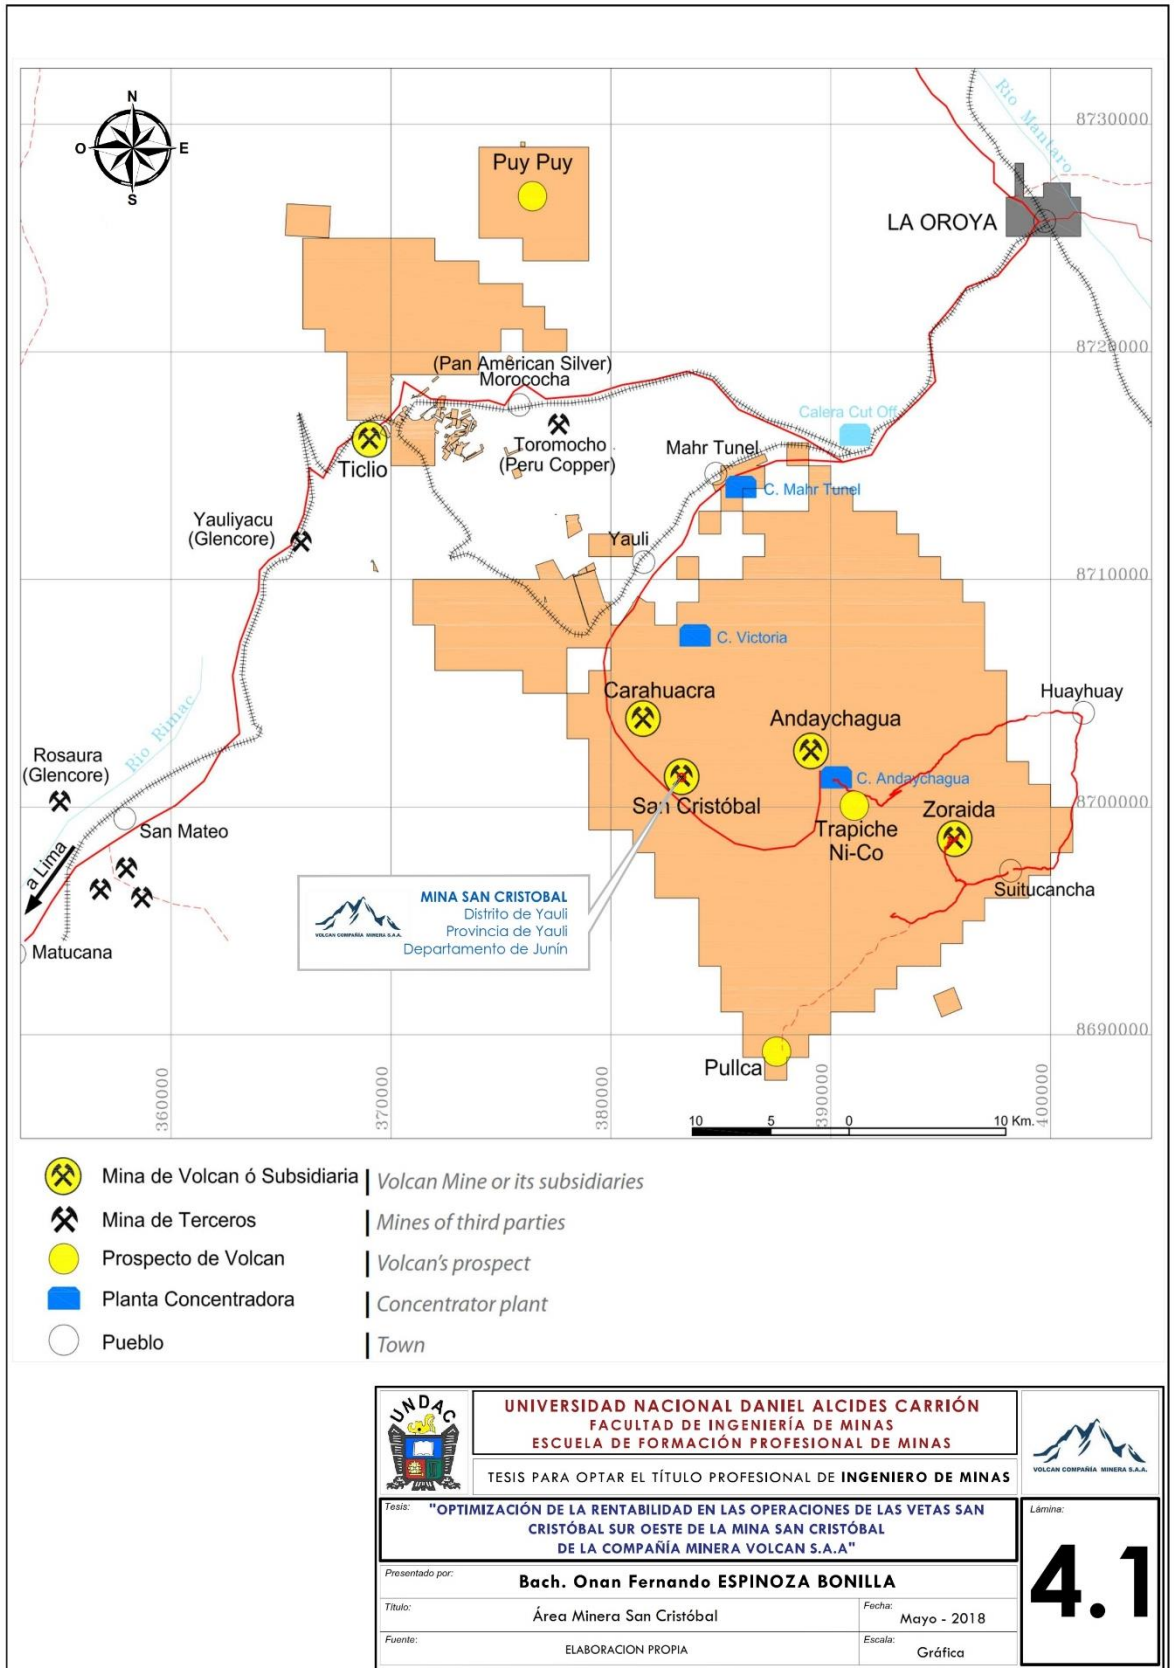 N
O
E
S
Puy Puy
Rio Mantaro
8730000
LA OROYA
8720000
(Pan American Silver)
Morococha
Calera Cut Off
Toromocho
(Peru Copper)
Mahr Tunel
Ticlio
C. Mahr Tunel
Yauliyacu
(Glencore)
Yauli
8710000
C. Victoria
Carahuacra
Huayhuay
Andaychagua
Rio Rimac
Rosaura
(Glencore)
C. Andaychagua
San Cristóbal
8700000
Zoraida
San Mateo
Trapiche
Ni-Co
a Lima
Suitucancha
VOLCAN COMPAÑÍA MINERA S.A.A.
MINA SAN CRISTOBAL
Distrito de Yauli
Provincia de Yauli
Departamento de Junín
Matucana
8690000
Pullca
360000
370000
380000
390000
400000
10 5 0 10 Km.
Mina de Volcan ó Subsidiaria | Volcan Mine or its subsidiaries
Mina de Terceros | Mines of third parties
Prospecto de Volcan | Volcan's prospect
Planta Concentradora | Concentrator plant
Pueblo | Town
UNDAC
UNIVERSIDAD NACIONAL DANIEL ALCIDES CARRIÓN
FACULTAD DE INGENIERÍA DE MINAS
ESCUELA DE FORMACIÓN PROFESIONAL DE MINAS
TESIS PARA OPTAR EL TÍTULO PROFESIONAL DE INGENIERO DE MINAS
VOLCAN COMPAÑÍA MINERA S.A.A.
Tesis: "OPTIMIZACIÓN DE LA RENTABILIDAD EN LAS OPERACIONES DE LAS VETAS SAN
CRISTÓBAL SUR OESTE DE LA MINA SAN CRISTÓBAL
DE LA COMPAÑÍA MINERA VOLCAN S.A.A"
Lámina:
4.1
Presentado por: Bach. Onan Fernando ESPINOZA BONILLA
Título: Área Minera San Cristóbal
Fecha: Mayo - 2018
Fuente: ELABORACION PROPIA
Escala: Gráfica